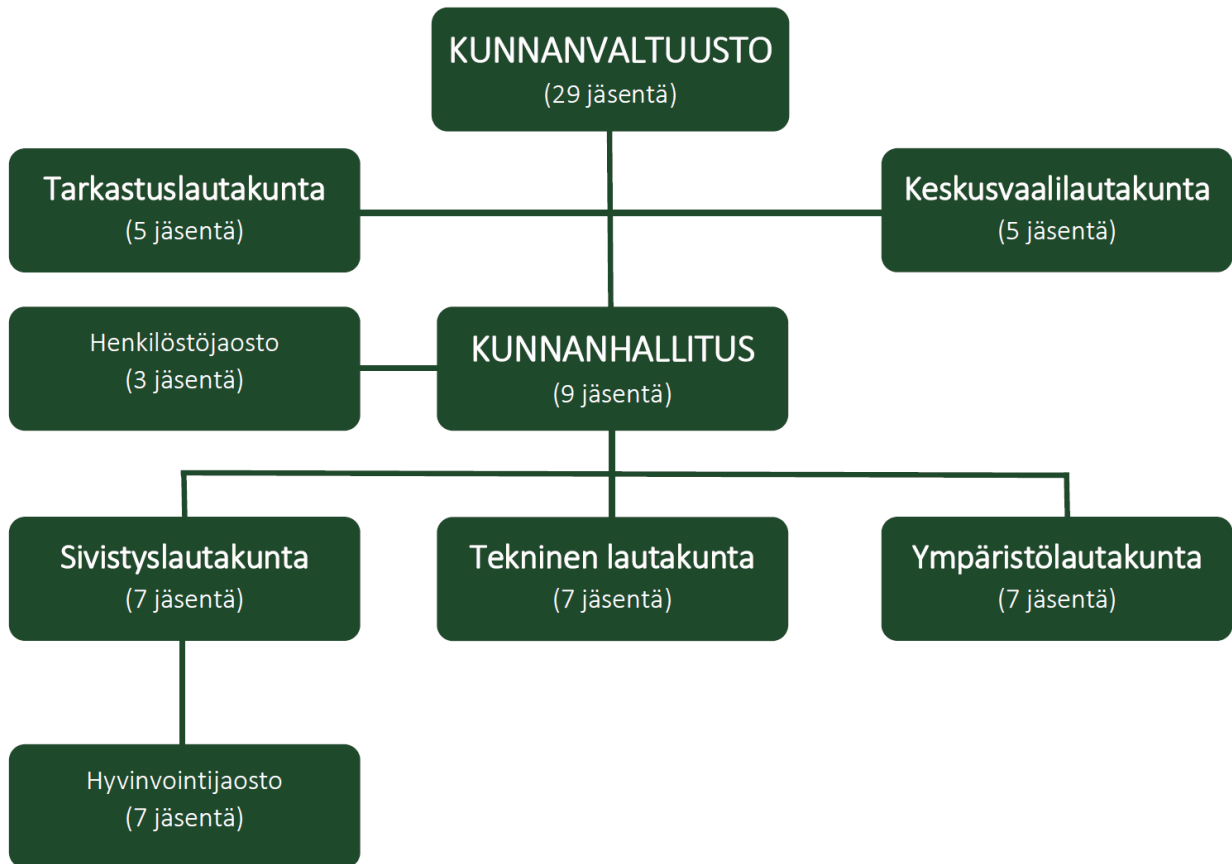 KUNNANVALTUUSTO
(29 jäsentä)
Tarkastuslautakunta
(5 jäsentä)
Keskusvaalilautakunta
(5 jäsentä)
Henkilöstöjaosto
(3 jäsentä)
KUNNANHALLITUS
(9 jäsentä)
Sivistyslautakunta
(7 jäsentä)
Tekninen lautakunta
(7 jäsentä)
Ympäristölautakunta
(7 jäsentä)
Hyvinvointijaosto
(7 jäsentä)